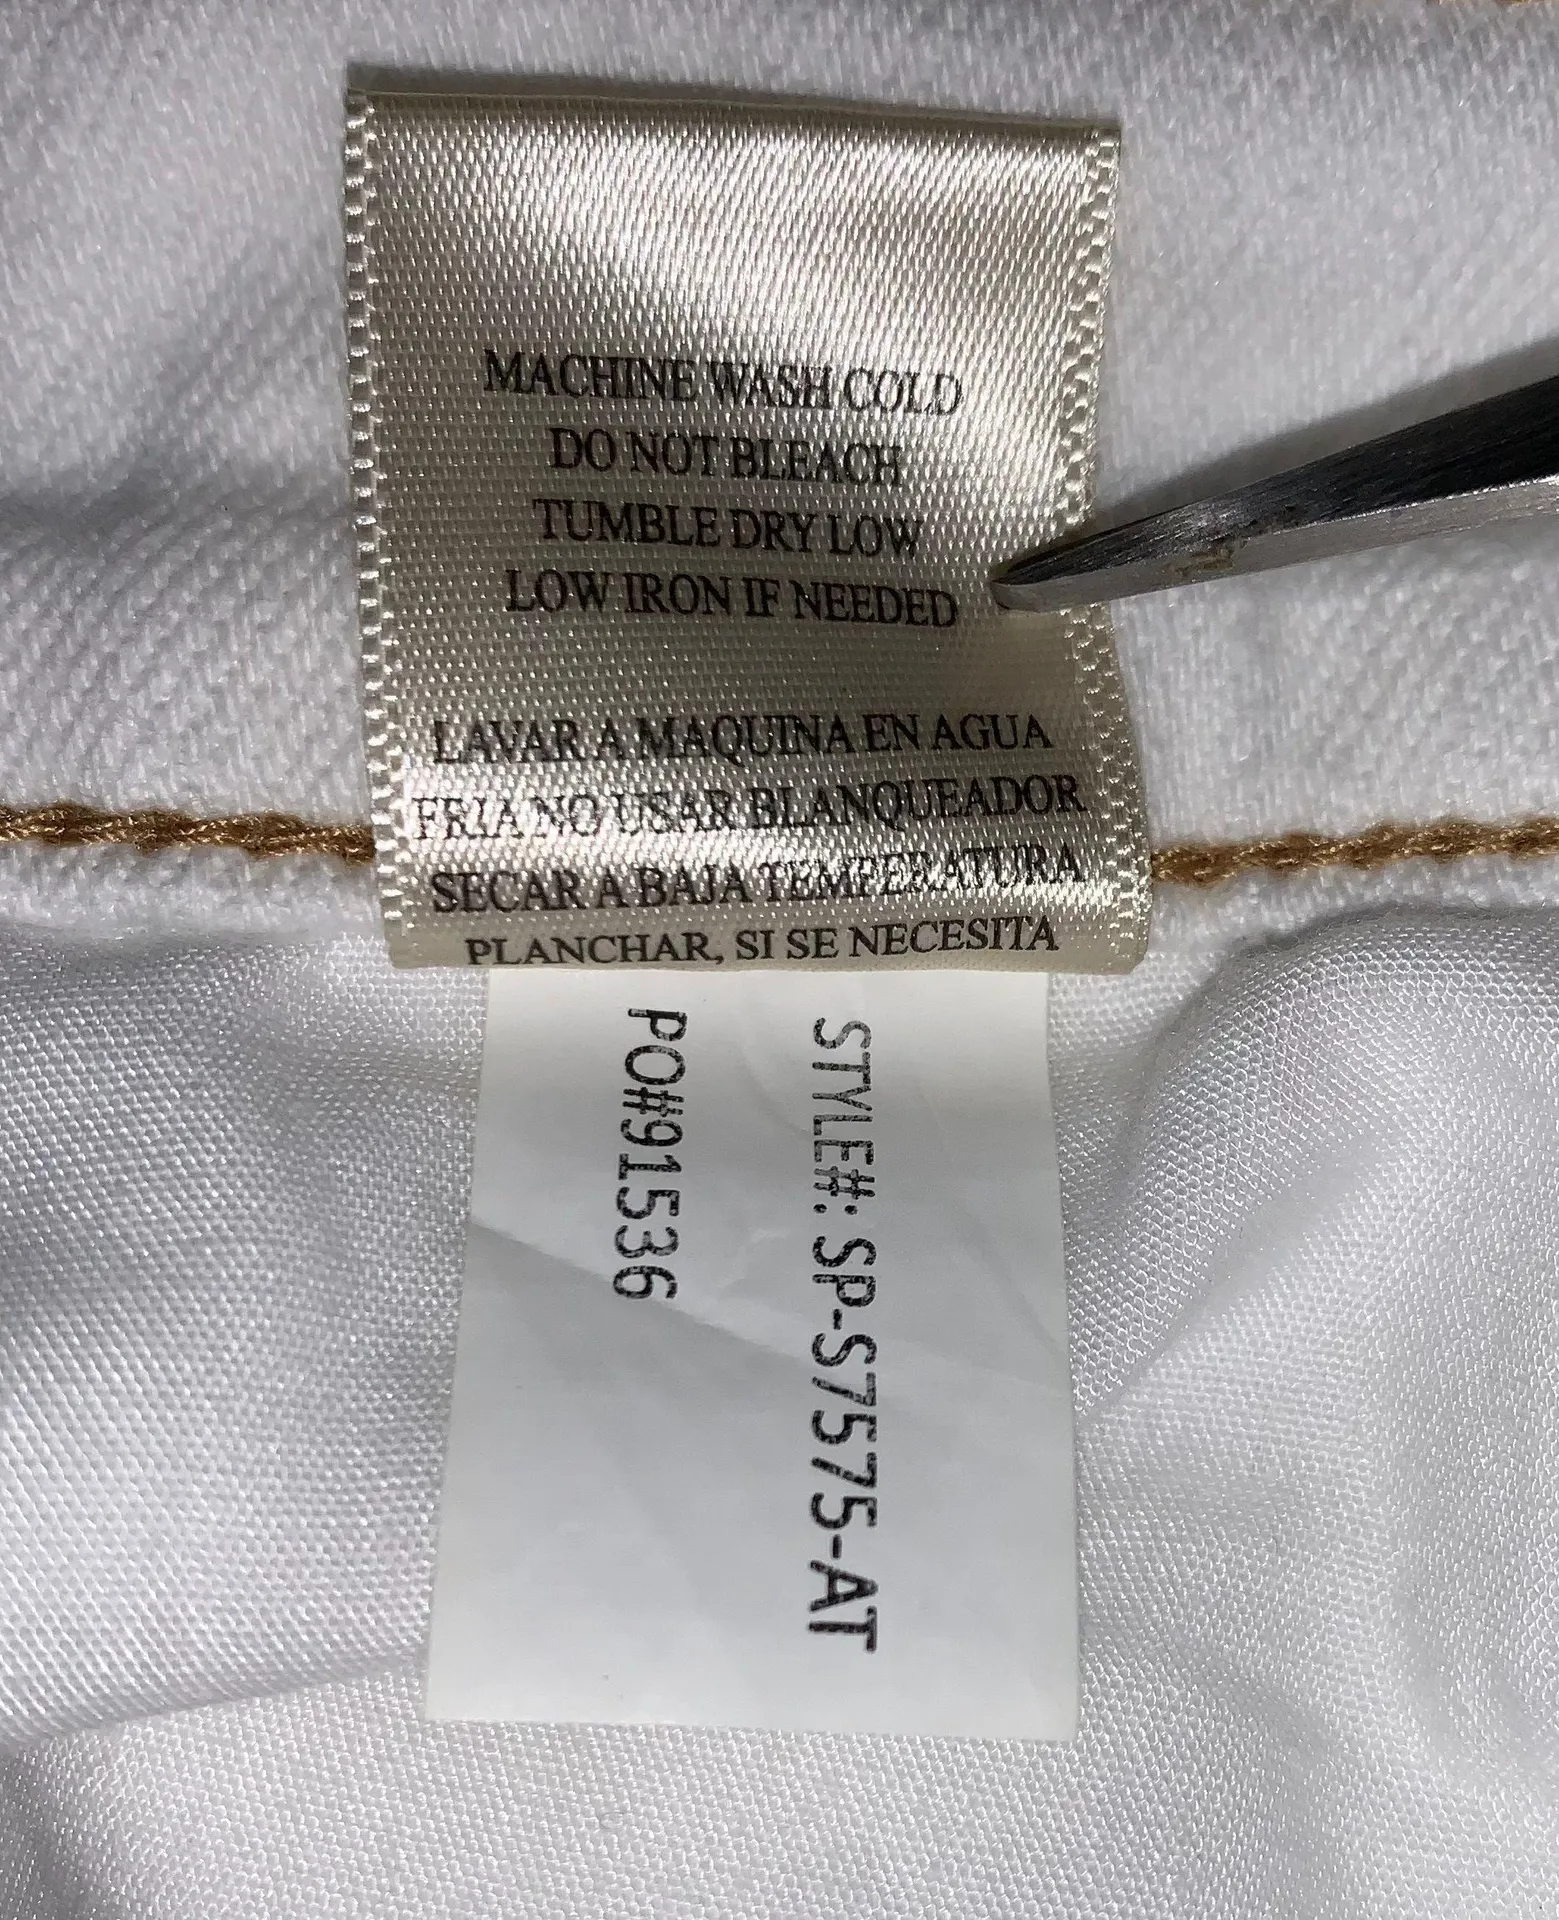 MACHINE WASH COLD
DO NOT BLEACH
TUMBLE DRY LOW
LOW IRON IF NEEDED
LAVAR A MAQUINA EN AGUA
FRIA NO USAR BLANQUEADOR
SECAR A BAJA TEMPERATURA
PLANCHAR, SI SE NECESITA
STYLE#: SP-S7575-AT
PO#91536